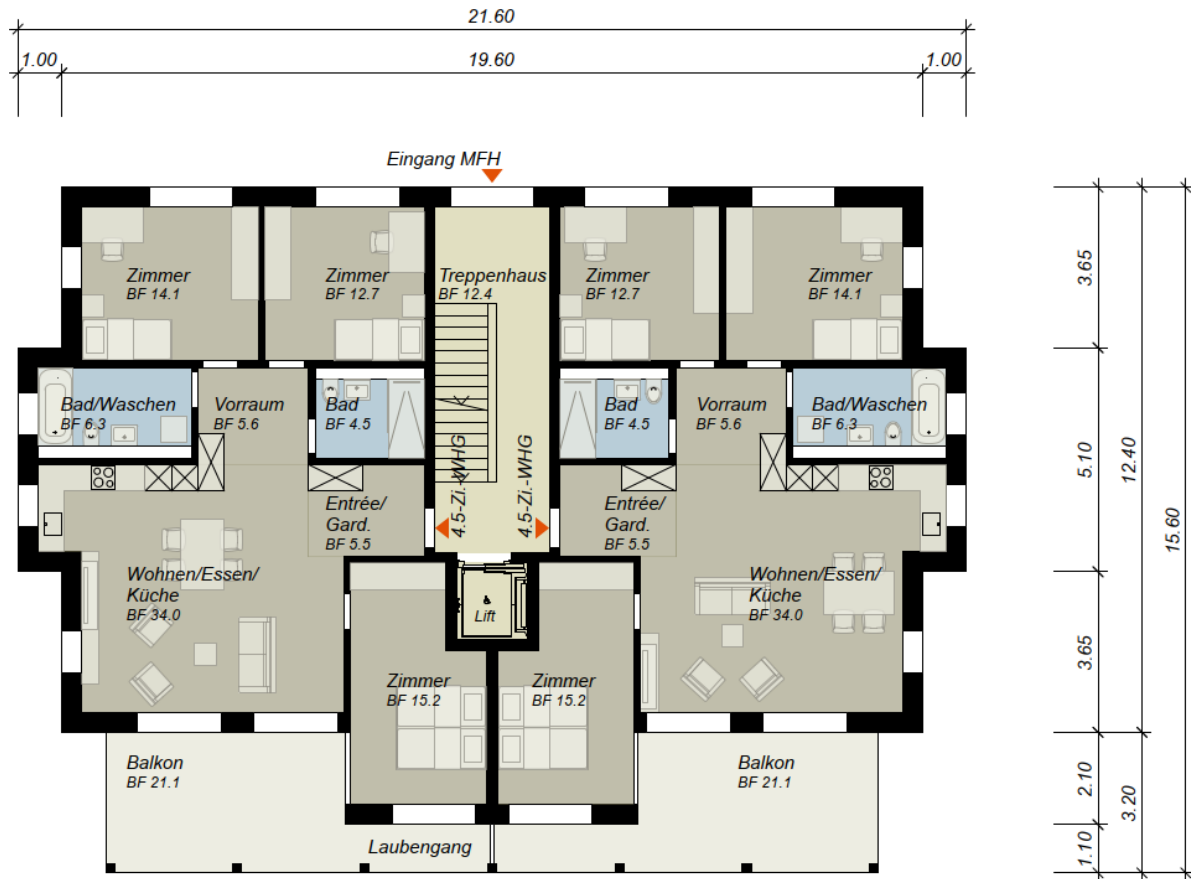 21.60
1.00
19.60
1.00
Eingang MFH
Zimmer
BF 14.1
Zimmer
BF 12.7
Treppenhaus
BF 12.4
Zimmer
BF 12.7
Zimmer
BF 14.1
Bad/Waschen
BF 6.3
Vorraum
BF 5.6
Bad
BF 4.5
Bad
BF 4.5
Vorraum
BF 5.6
Bad/Waschen
BF 6.3
4.5-Zi.-WHG
4.5-Zi.-WHG
Entrée/
Gard.
BF 5.5
Entrée/
Gard.
BF 5.5
Wohnen/Essen/
Küche
BF 34.0
Lift
Wohnen/Essen/
Küche
BF 34.0
Zimmer
BF 15.2
Zimmer
BF 15.2
Balkon
BF 21.1
Balkon
BF 21.1
Laubengang
3.65
5.10
3.65
2.10
1.10
12.40
3.20
15.60